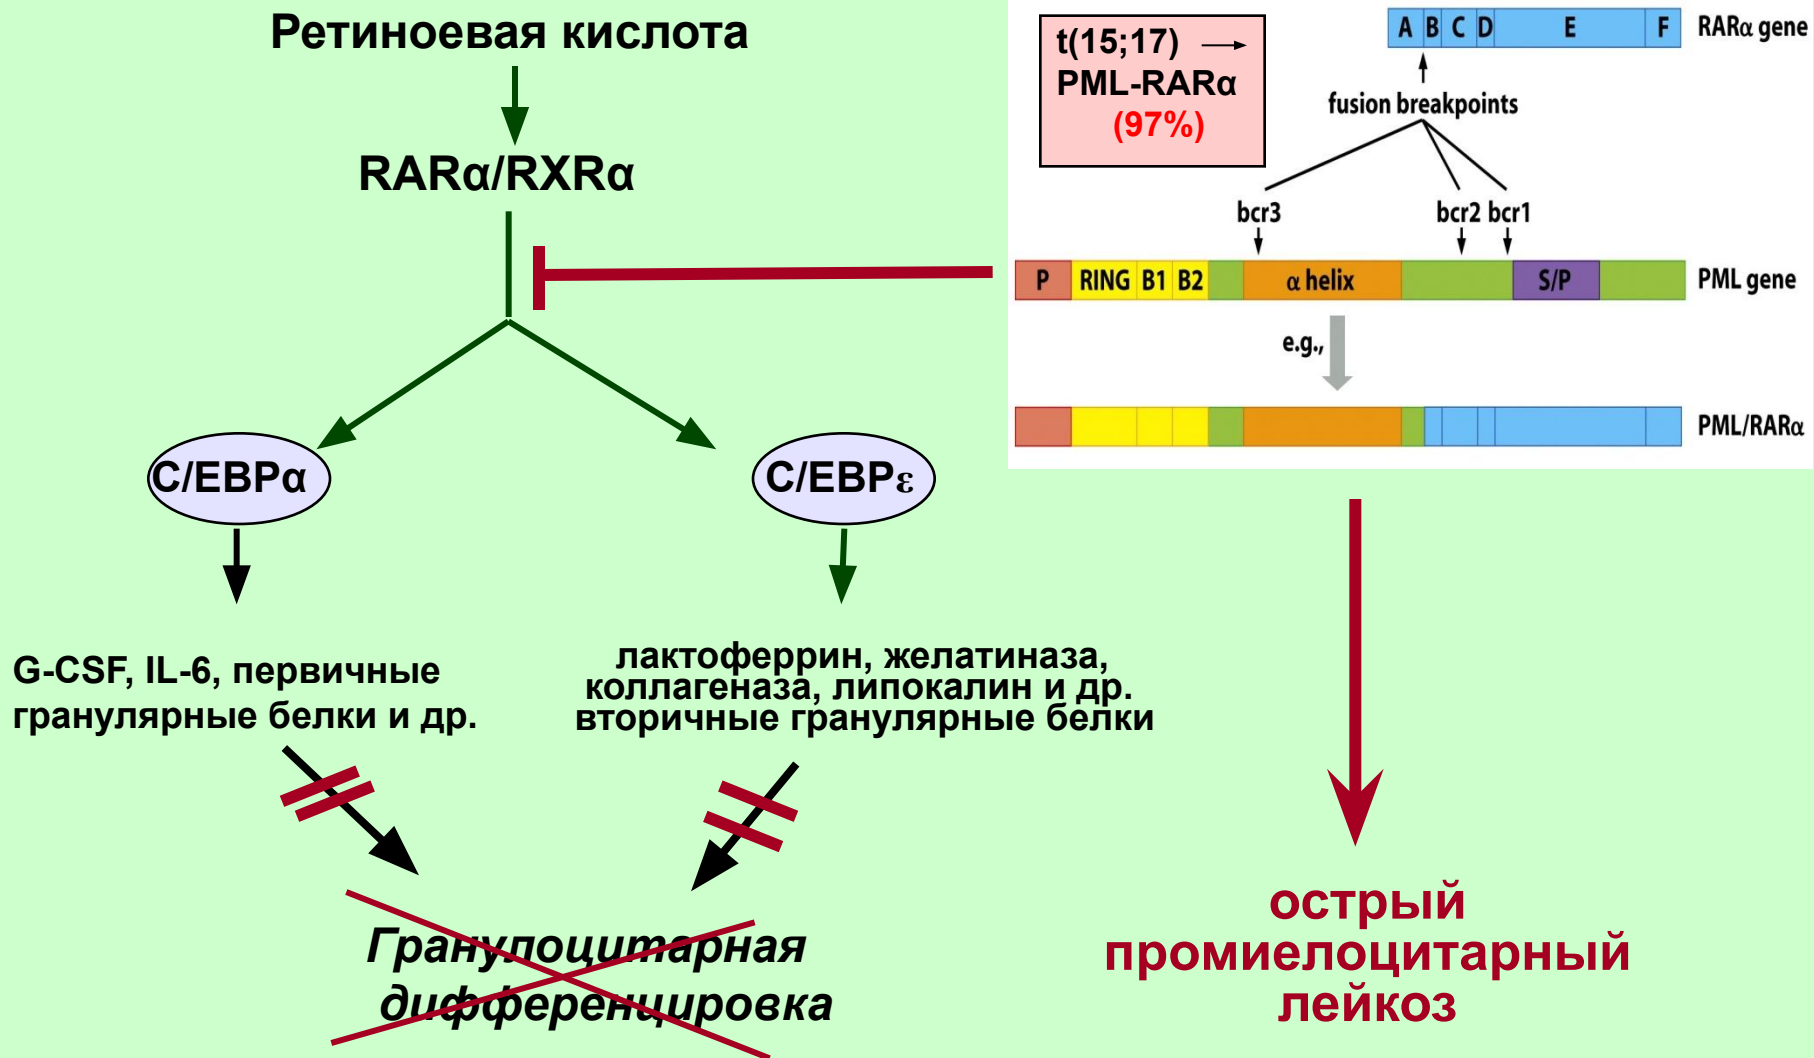 Ретиноевая кислота
RARα/RXRα
C/EBPα
C/EBPε
G-CSF, IL-6, первичные
гранулярные белки и др.
лактоферрин, желатиназа,
коллагеназа, липокалин и др.
вторичные гранулярные белки
Гранулоцитарная
дифференцировка
t(15;17) →
PML-RARα
(97%)
A B C D E F RARα gene
fusion breakpoints
bcr3 bcr2 bcr1
P RING B1 B2 α helix S/P PML gene
e.g.,
PML/RARα
острый
промиелоцитарный
лейкоз